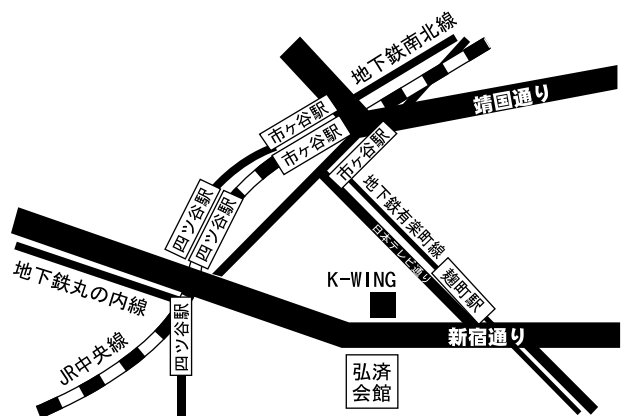 地下鉄南北線
靖国通り
市ヶ谷駅
市ヶ谷駅
市ヶ谷駅
地下鉄有楽町線
日本テレビ通り
四ツ谷駅
四ツ谷駅
地下鉄丸の内線
K-WING
麹町駅
四ツ谷駅
新宿通り
JR中央線
弘済
会館